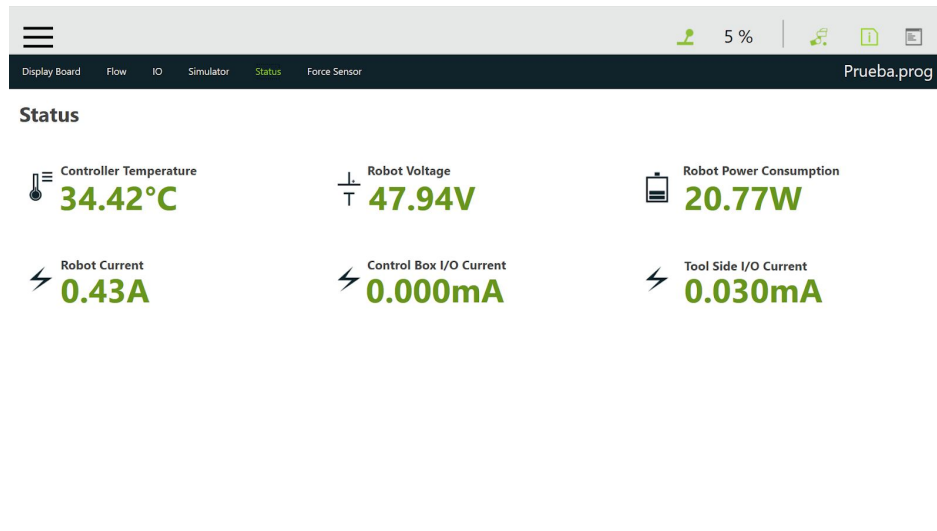 5 %
Display Board Flow IO Simulator Status Force Sensor Prueba.prog
Status
Controller Temperature
34.42°C
Robot Voltage
47.94V
Robot Power Consumption
20.77W
Robot Current
0.43A
Control Box I/O Current
0.000mA
Tool Side I/O Current
0.030mA